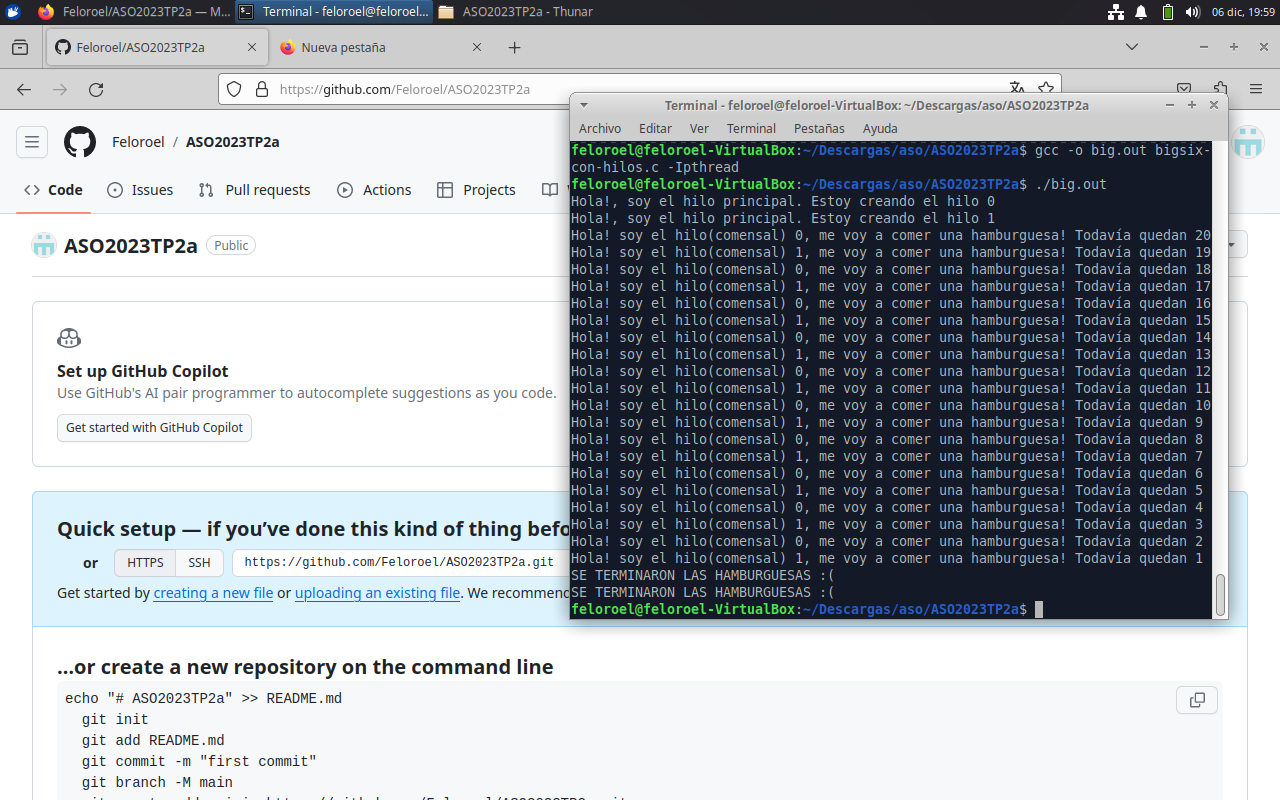 Feloroel/ASO2023TP2a — M... Terminal - feloroel@feloroel... ASO2023TP2a - Thunar 06 dic, 19:59
Feloroel/ASO2023TP2a Nueva pestaña
https://github.com/Feloroel/ASO2023TP2a
Terminal - feloroel@feloroel-VirtualBox: ~/Descargas/aso/ASO2023TP2a
Archivo Editar Ver Terminal Pestañas Ayuda
feloroel@feloroel-VirtualBox:~/Descargas/aso/ASO2023TP2a$ gcc -o big.out bigsix-
con-hilos.c -Ipthread
feloroel@feloroel-VirtualBox:~/Descargas/aso/ASO2023TP2a$ ./big.out
Hola!, soy el hilo principal. Estoy creando el hilo 0
Hola!, soy el hilo principal. Estoy creando el hilo 1
Hola! soy el hilo(comensal) 0, me voy a comer una hamburguesa! Todavía quedan 20
Hola! soy el hilo(comensal) 1, me voy a comer una hamburguesa! Todavía quedan 19
Hola! soy el hilo(comensal) 0, me voy a comer una hamburguesa! Todavía quedan 18
Hola! soy el hilo(comensal) 1, me voy a comer una hamburguesa! Todavía quedan 17
Hola! soy el hilo(comensal) 0, me voy a comer una hamburguesa! Todavía quedan 16
Hola! soy el hilo(comensal) 1, me voy a comer una hamburguesa! Todavía quedan 15
Hola! soy el hilo(comensal) 0, me voy a comer una hamburguesa! Todavía quedan 14
Hola! soy el hilo(comensal) 1, me voy a comer una hamburguesa! Todavía quedan 13
Hola! soy el hilo(comensal) 0, me voy a comer una hamburguesa! Todavía quedan 12
Hola! soy el hilo(comensal) 1, me voy a comer una hamburguesa! Todavía quedan 11
Hola! soy el hilo(comensal) 0, me voy a comer una hamburguesa! Todavía quedan 10
Hola! soy el hilo(comensal) 1, me voy a comer una hamburguesa! Todavía quedan 9
Hola! soy el hilo(comensal) 0, me voy a comer una hamburguesa! Todavía quedan 8
Hola! soy el hilo(comensal) 1, me voy a comer una hamburguesa! Todavía quedan 7
Hola! soy el hilo(comensal) 0, me voy a comer una hamburguesa! Todavía quedan 6
Hola! soy el hilo(comensal) 1, me voy a comer una hamburguesa! Todavía quedan 5
Hola! soy el hilo(comensal) 0, me voy a comer una hamburguesa! Todavía quedan 4
Hola! soy el hilo(comensal) 1, me voy a comer una hamburguesa! Todavía quedan 3
Hola! soy el hilo(comensal) 0, me voy a comer una hamburguesa! Todavía quedan 2
Hola! soy el hilo(comensal) 1, me voy a comer una hamburguesa! Todavía quedan 1
SE TERMINARON LAS HAMBURGUESAS :(
SE TERMINARON LAS HAMBURGUESAS :(
feloroel@feloroel-VirtualBox:~/Descargas/aso/ASO2023TP2a$
Feloroel / ASO2023TP2a
Code Issues Pull requests Actions Projects
ASO2023TP2a Public
Set up GitHub Copilot
Use GitHub's AI pair programmer to autocomplete suggestions as you code.
Get started with GitHub Copilot
Quick setup — if you've done this kind of thing
or HTTPS SSH https://github.com/Feloroel/ASO2023TP2a.git
Get started by creating a new file or uploading an existing file. We recommend
...or create a new repository on the command line
echo "# ASO2023TP2a" >> README.md
git init
git add README.md
git commit -m "first commit"
git branch -M main